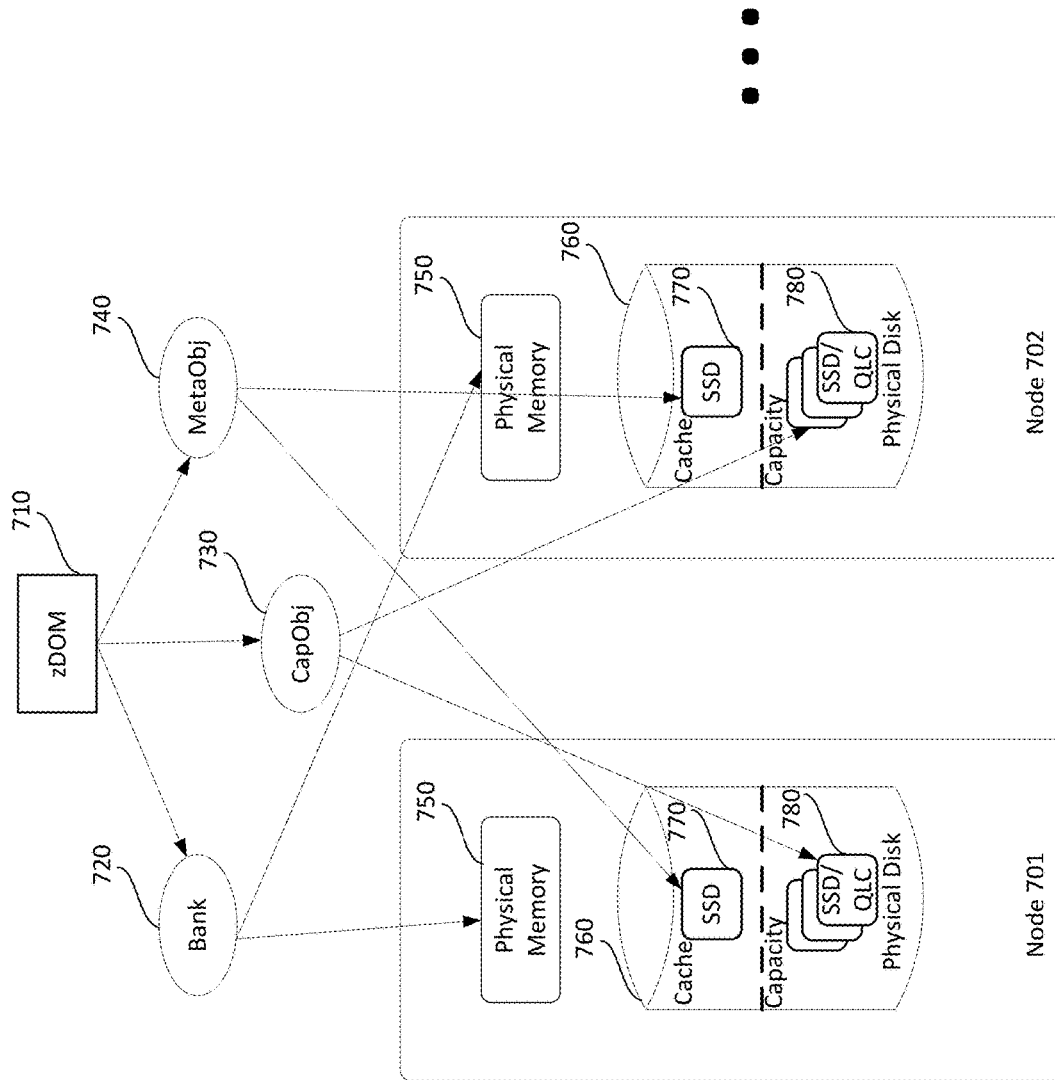 zDOM
710
Bank
720
CapObj
730
MetaObj
740
Physical
Memory
750
760
Cache
SSD
770
Capacity
SSD/
QLC
780
Physical Disk
Node 701
Physical
Memory
750
760
Cache
SSD
770
Capacity
SSD/
QLC
780
Physical Disk
Node 702